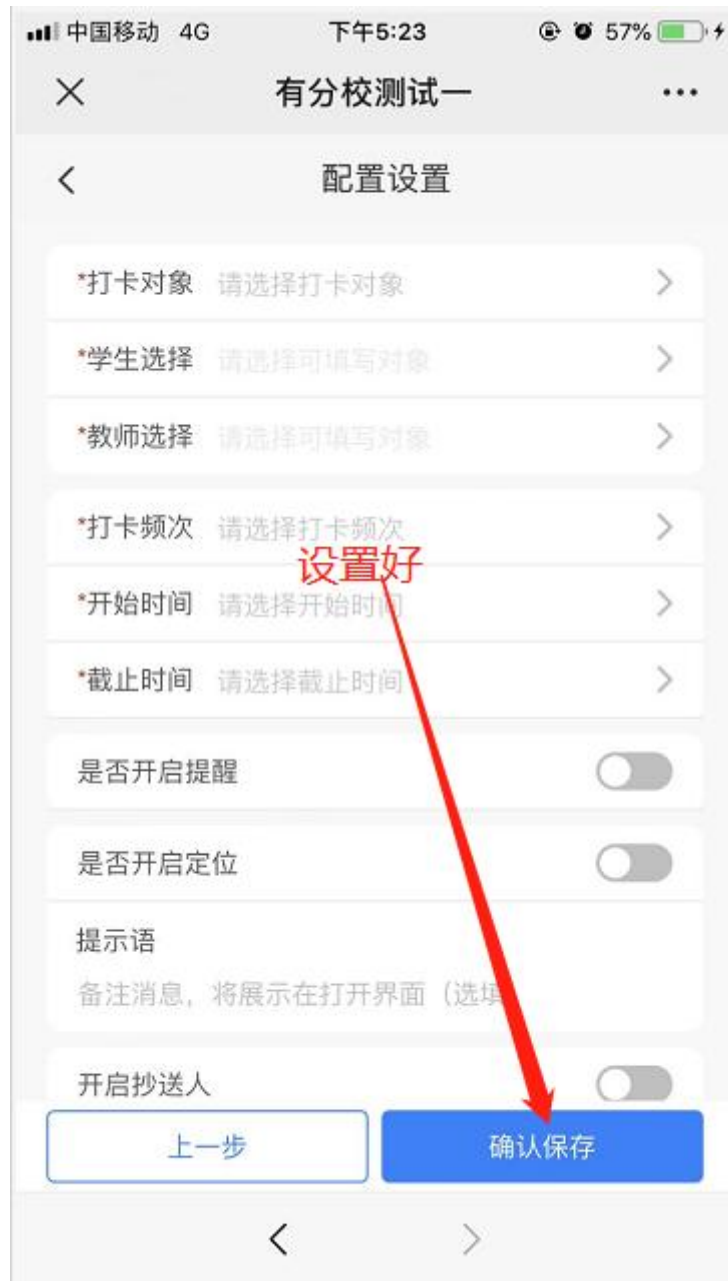 中国移动 4G 下午5:23 57%
有分校测试一
配置设置
*打卡对象 请选择打卡对象
*学生选择 请选择可填写对象
*教师选择 请选择可填写对象
*打卡频次 请选择打卡频次
设置好
*开始时间 请选择开始时间
*截止时间 请选择截止时间
是否开启提醒
是否开启定位
提示语
备注消息，将展示在打开界面（选填
开启抄送人
上一步 确认保存